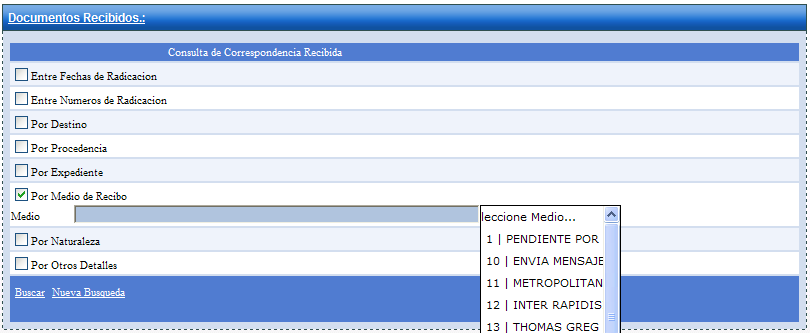 Documentos Recibidos.:
Consulta de Correspondencia Recibida
Entre Fechas de Radicacion
Entre Numeros de Radicacion
Por Destino
Por Procedencia
Por Expediente
Por Medio de Recibo
Medio
leccione Medio...
1 | PENDIENTE POR
10 | ENVIA MENSAJE
11 | METROPOLITAN
12 | INTER RAPIDIS
13 | THOMAS GREG
Por Naturaleza
Por Otros Detalles
Buscar Nueva Busqueda